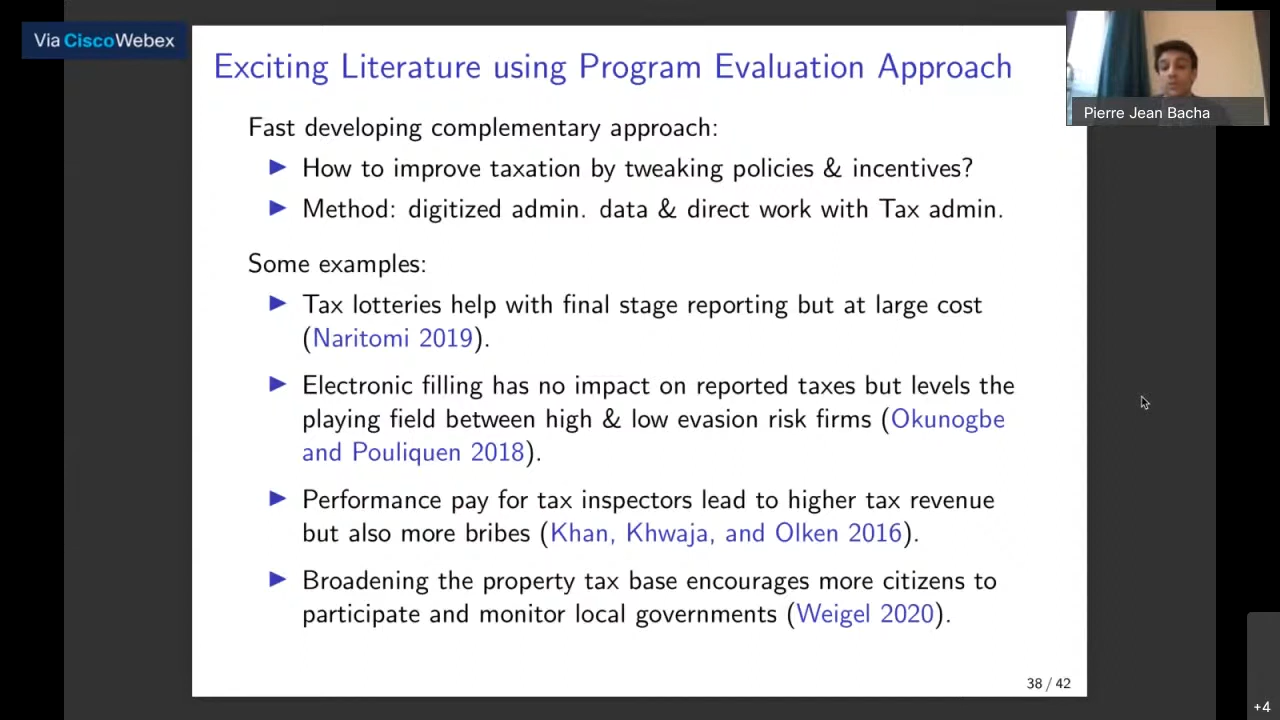 Via Cisco Webex
Exciting Literature using Program Evaluation Approach
Pierre Jean Bacha
Fast developing complementary approach:
How to improve taxation by tweaking policies & incentives?
Method: digitized admin. data & direct work with Tax admin.
Some examples:
Tax lotteries help with final stage reporting but at large cost
(Naritomi 2019).
Electronic filling has no impact on reported taxes but levels the
playing field between high & low evasion risk firms (Okunogbe
and Pouliquen 2018).
Performance pay for tax inspectors lead to higher tax revenue
but also more bribes (Khan, Khwaja, and Olken 2016).
Broadening the property tax base encourages more citizens to
participate and monitor local governments (Weigel 2020).
38 / 42
+4